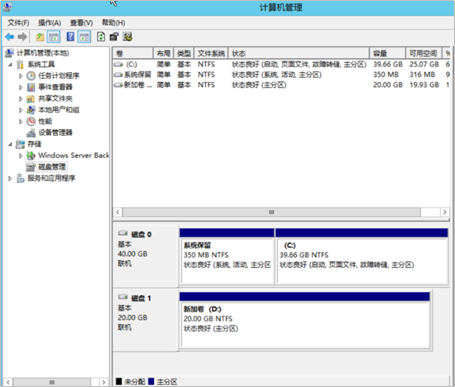 计算机管理
文件(F) 操作(A) 查看(V) 帮助(H)
计算机管理(本地)
系统工具
任务计划程序
事件查看器
共享文件夹
本地用户和组
性能
设备管理器
存储
Windows Server Back
磁盘管理
服务和应用程序
卷 布局 类型 文件系统 状态 容量 可用空间 %
(C:) 简单 基本 NTFS 状态良好 (启动, 页面文件, 故障转储, 主分区) 39.66 GB 25.07 GB 6
系统保留 简单 基本 NTFS 状态良好 (系统, 活动, 主分区) 350 MB 316 MB 9
新加卷 ... 简单 基本 NTFS 状态良好 (主分区) 20.00 GB 19.93 GB 1
磁盘 0
基本
40.00 GB
联机
系统保留
350 MB NTFS
状态良好 (系统, 活动, 主分区
(C:)
39.66 GB NTFS
状态良好 (启动, 页面文件, 故障转储, 主分区)
磁盘 1
基本
20.00 GB
联机
新加卷 (D:)
20.00 GB NTFS
状态良好 (主分区)
未分配 主分区